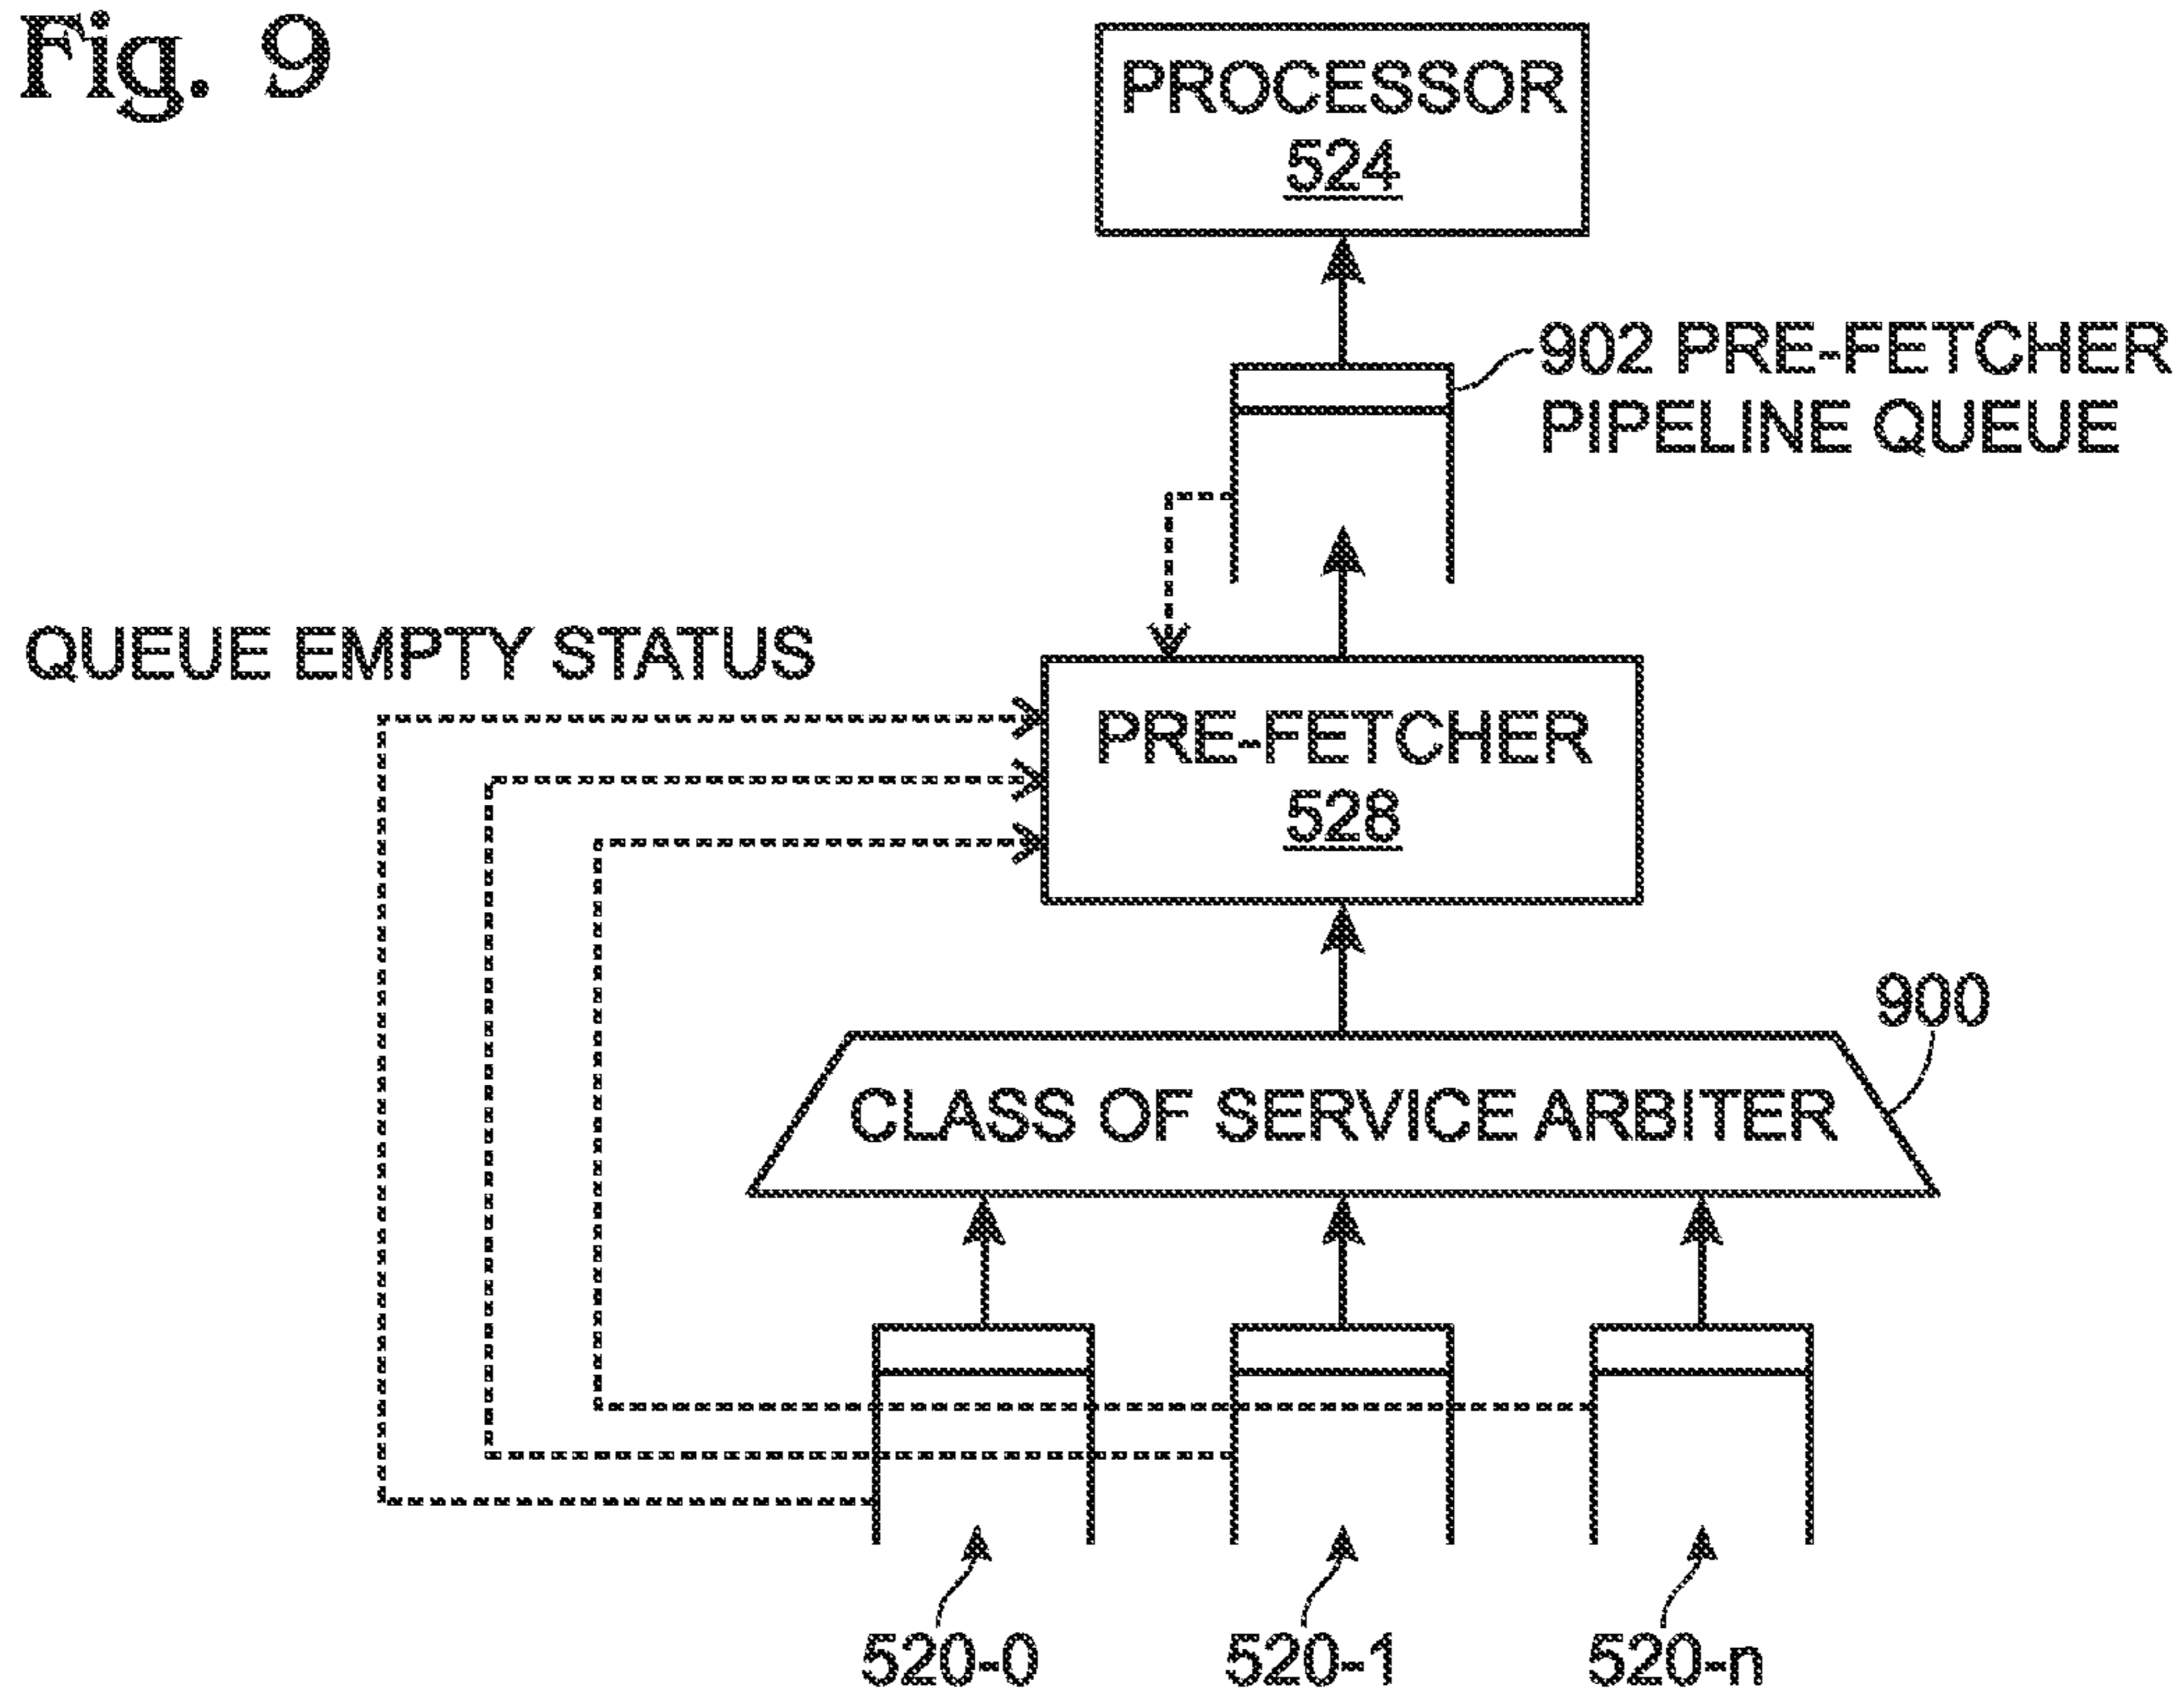 Fig. 9
PROCESSOR
524
902 PRE-FETCHER
PIPELINE QUEUE
QUEUE EMPTY STATUS
PRE-FETCHER
528
900
CLASS OF SERVICE ARBITER
520-0
520-1
520-n